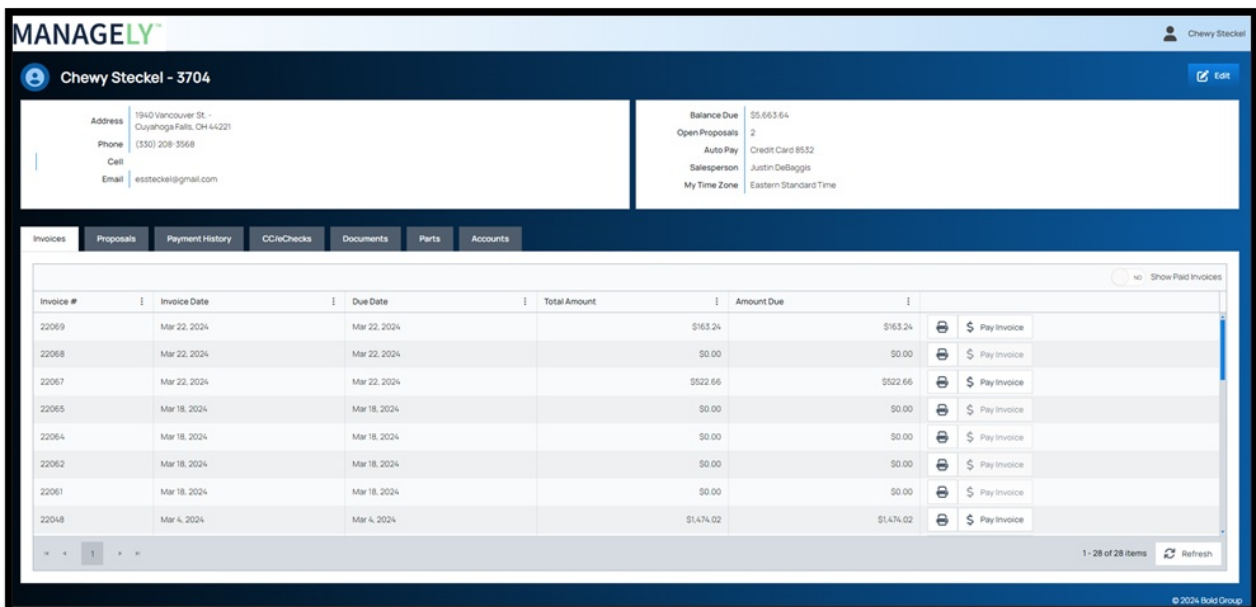 MANAGELY™
Chewy Steckel
Chewy Steckel - 3704
Edit
Address 1940 Vancouver St. -
Cuyahoga Falls, OH 44221
Phone (330) 208-3568
Cell
Email essteckel@gmail.com
Balance Due $5,663.64
Open Proposals 2
Auto Pay Credit Card 8532
Salesperson Justin DeBaggis
My Time Zone Eastern Standard Time
Invoices Proposals Payment History CC/eChecks Documents Parts Accounts
NO Show Paid Invoices
Invoice # Invoice Date Due Date Total Amount Amount Due
22069 Mar 22, 2024 Mar 22, 2024 $163.24 $163.24 $ Pay Invoice
22068 Mar 22, 2024 Mar 22, 2024 $0.00 $0.00 $ Pay Invoice
22067 Mar 22, 2024 Mar 22, 2024 $522.66 $522.66 $ Pay Invoice
22065 Mar 18, 2024 Mar 18, 2024 $0.00 $0.00 $ Pay Invoice
22064 Mar 18, 2024 Mar 18, 2024 $0.00 $0.00 $ Pay Invoice
22062 Mar 18, 2024 Mar 18, 2024 $0.00 $0.00 $ Pay Invoice
22061 Mar 18, 2024 Mar 18, 2024 $0.00 $0.00 $ Pay Invoice
22048 Mar 4, 2024 Mar 4, 2024 $1,474.02 $1,474.02 $ Pay Invoice
1 1 - 28 of 28 items Refresh
© 2024 Bold Group